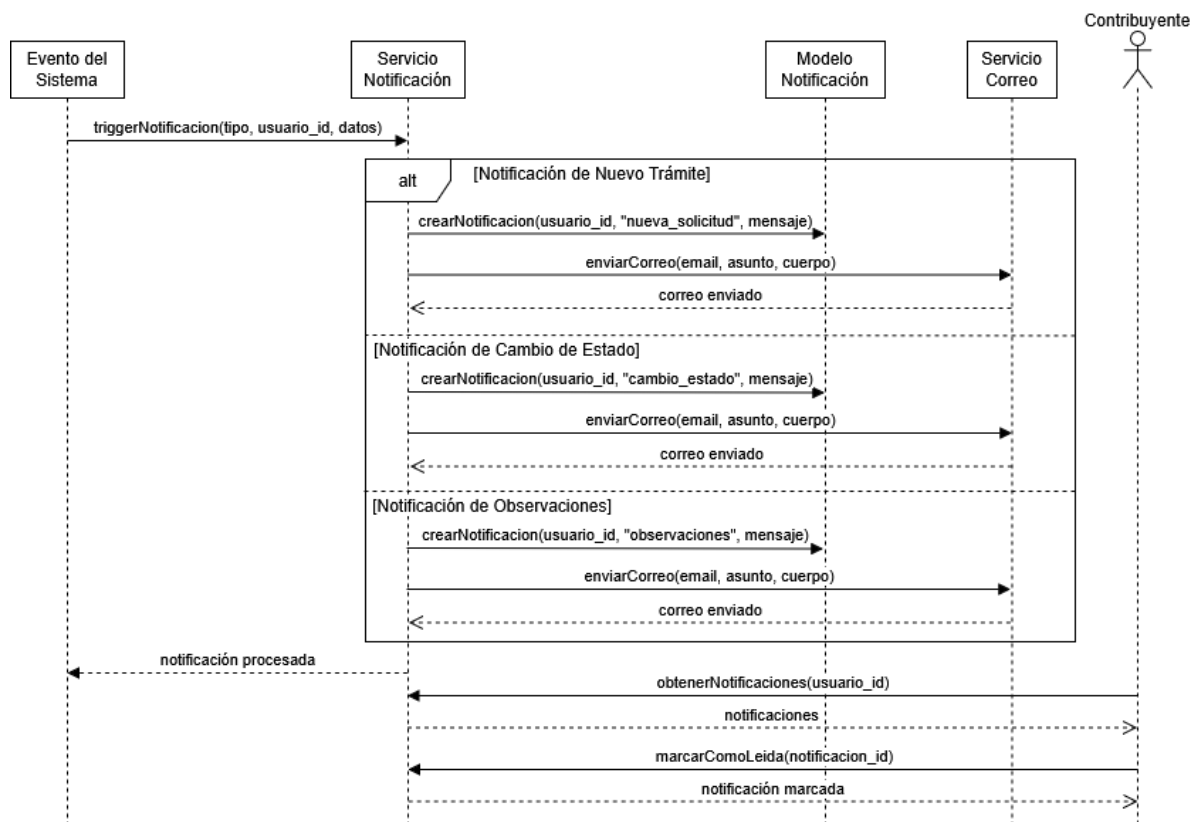 Contribuyente
Evento del
Sistema
Servicio
Notificación
Modelo
Notificación
Servicio
Correo
triggerNotificacion(tipo, usuario_id, datos)
alt
[Notificación de Nuevo Trámite]
crearNotificacion(usuario_id, "nueva_solicitud", mensaje)
enviarCorreo(email, asunto, cuerpo)
correo enviado
[Notificación de Cambio de Estado]
crearNotificacion(usuario_id, "cambio_estado", mensaje)
enviarCorreo(email, asunto, cuerpo)
correo enviado
[Notificación de Observaciones]
crearNotificacion(usuario_id, "observaciones", mensaje)
enviarCorreo(email, asunto, cuerpo)
correo enviado
notificación procesada
obtenerNotificaciones(usuario_id)
notificaciones
marcarComoLeida(notificacion_id)
notificación marcada